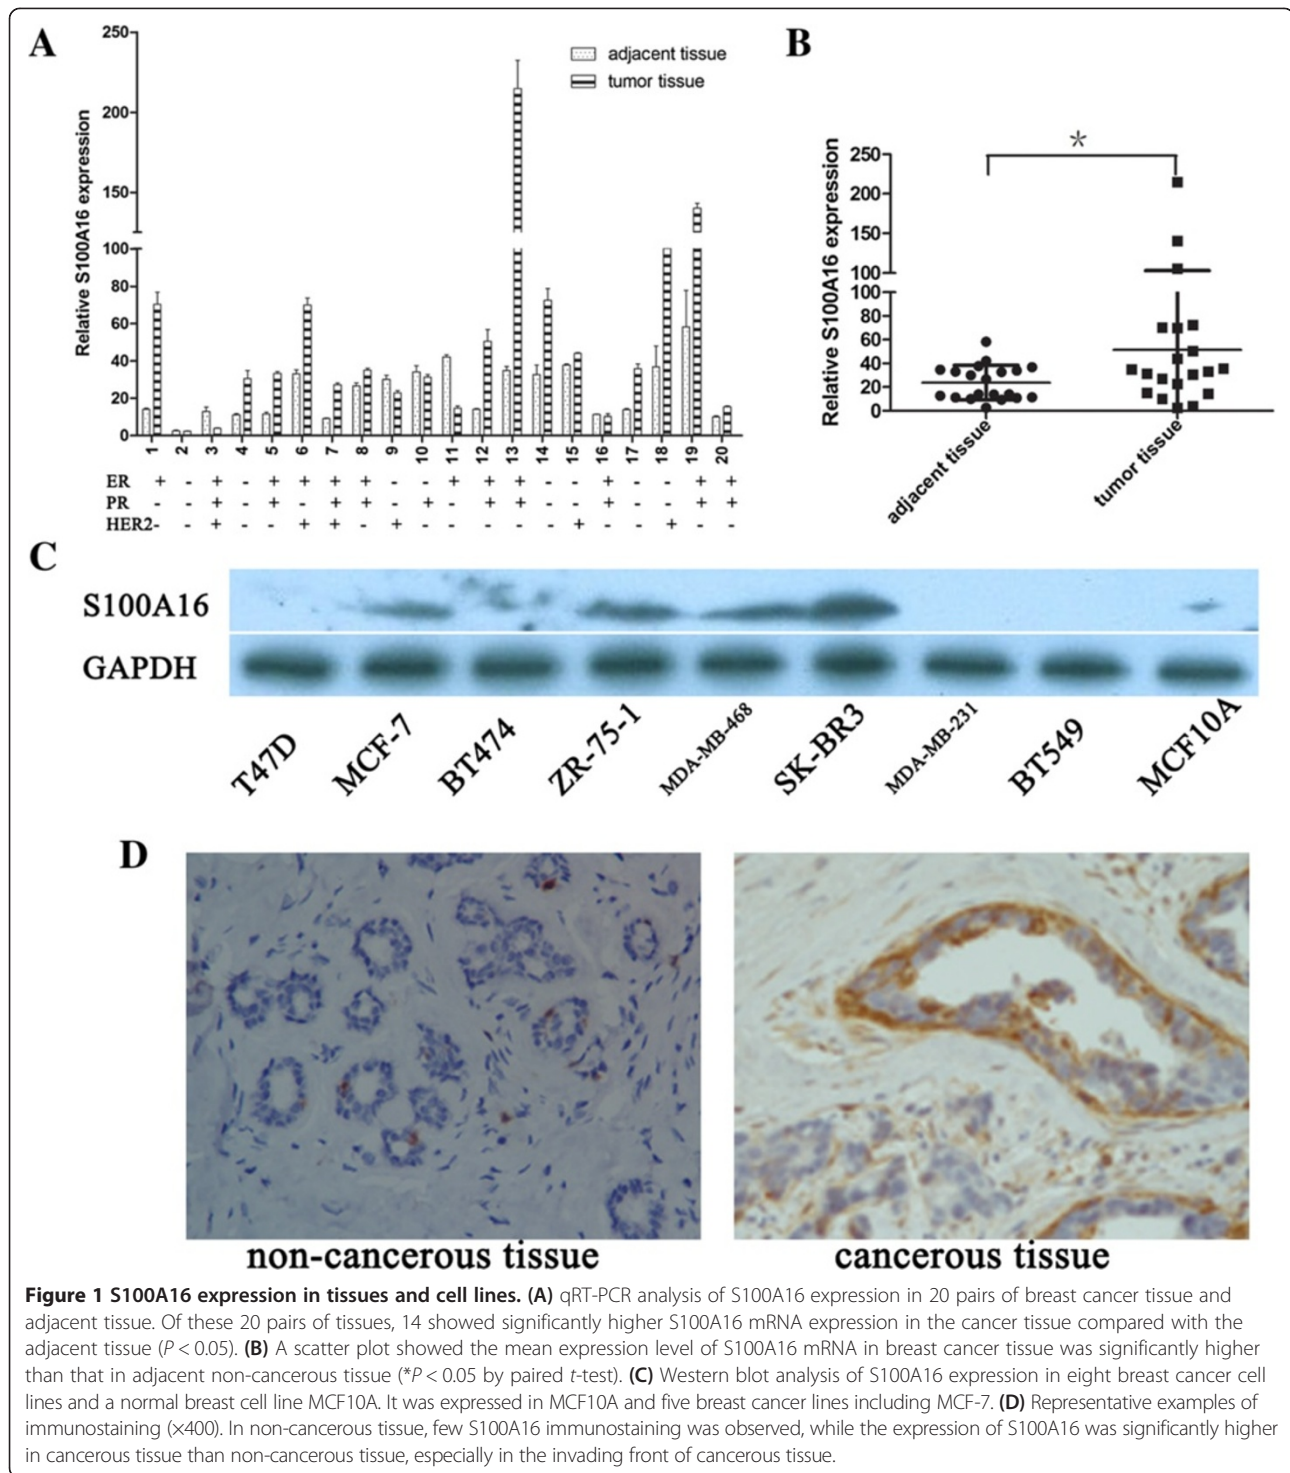 A
250
200
150
100
80
60
40
20
0
Relative S100A16 expression
adjacent tissue
tumor tissue
1 2 3 4 5 6 7 8 9 10 11 12 13 14 15 16 17 18 19 20
ER + - + - + + + + - - + + + - - + - - + +
PR - - + - + - + + - + - + + - - + - - + +
HER2- - + - - + + - + - - - - - + - - + - -
B
250
200
150
100
100
80
60
40
20
0
Relative S100A16 expression
*
adjacent tissue
tumor tissue
C
S100A16
GAPDH
T47D MCF-7 BT474 ZR-75-1 MDA-MB-468 SK-BR3 MDA-MB-231 BT549 MCF10A
D
non-cancerous tissue
cancerous tissue
Figure 1 S100A16 expression in tissues and cell lines. (A) qRT-PCR analysis of S100A16 expression in 20 pairs of breast cancer tissue and
adjacent tissue. Of these 20 pairs of tissues, 14 showed significantly higher S100A16 mRNA expression in the cancer tissue compared with the
adjacent tissue (P < 0.05). (B) A scatter plot showed the mean expression level of S100A16 mRNA in breast cancer tissue was significantly higher
than that in adjacent non-cancerous tissue (*P < 0.05 by paired t-test). (C) Western blot analysis of S100A16 expression in eight breast cancer cell
lines and a normal breast cell line MCF10A. It was expressed in MCF10A and five breast cancer lines including MCF-7. (D) Representative examples of
immunostaining (×400). In non-cancerous tissue, few S100A16 immunostaining was observed, while the expression of S100A16 was significantly higher
in cancerous tissue than non-cancerous tissue, especially in the invading front of cancerous tissue.